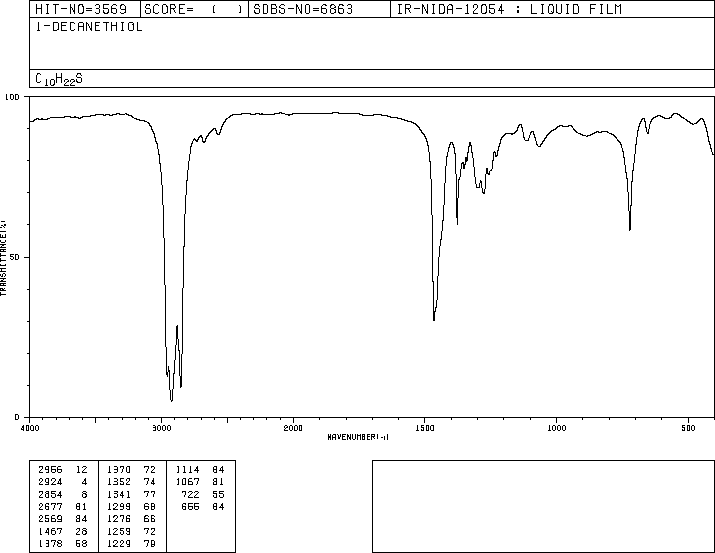 HIT-NO=3569 SCORE= ( ) SDBS-NO=6863 IR-NIDA-12054 : LIQUID FILM
1-DECANETHIOL
C10H22S
100
50
0
TRANSMITTANCE(%)
4000 3000 2000 1500 1000 500
WAVENUMBER(-1)
2956 12 1370 72 1114 84
2924 4 1352 74 1067 81
2854 8 1341 77 722 55
2677 81 1299 68 655 84
2569 84 1276 66
1467 28 1259 72
1378 58 1229 79